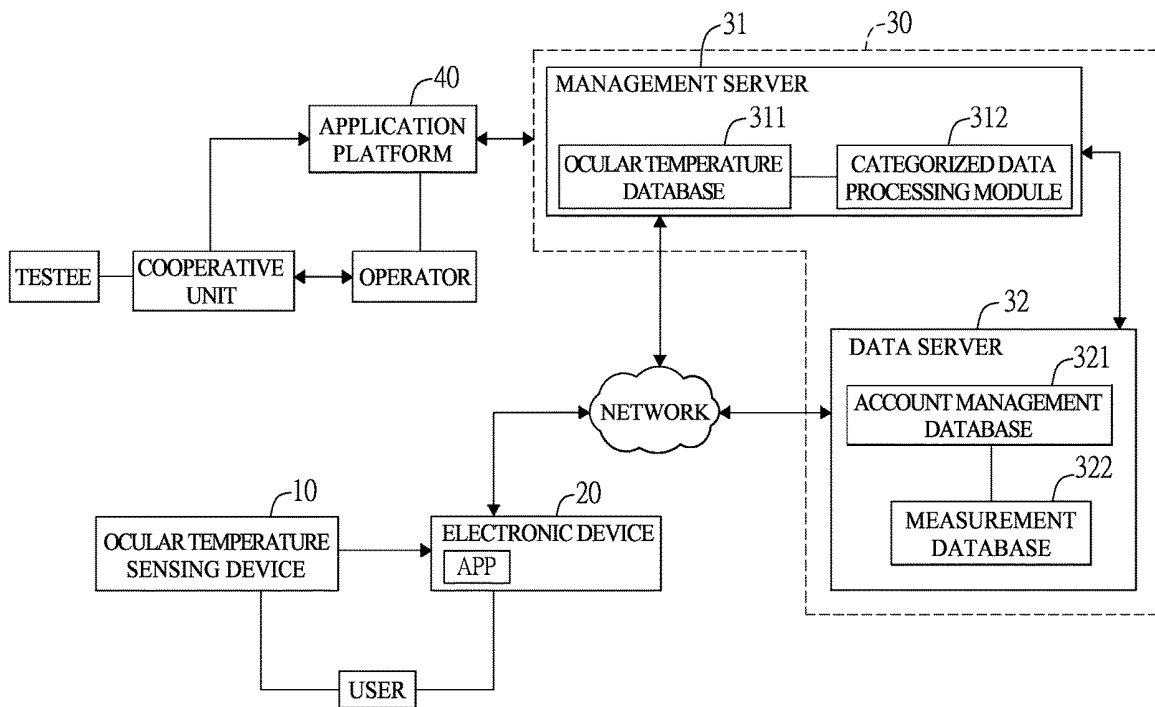 31
30
MANAGEMENT SERVER
40
APPLICATION
PLATFORM
311
312
OCULAR TEMPERATURE
DATABASE
CATEGORIZED DATA
PROCESSING MODULE
TESTEE
COOPERATIVE
UNIT
OPERATOR
32
DATA SERVER
321
ACCOUNT MANAGEMENT
DATABASE
NETWORK
322
MEASUREMENT
DATABASE
10
20
OCULAR TEMPERATURE
SENSING DEVICE
ELECTRONIC DEVICE
APP
USER